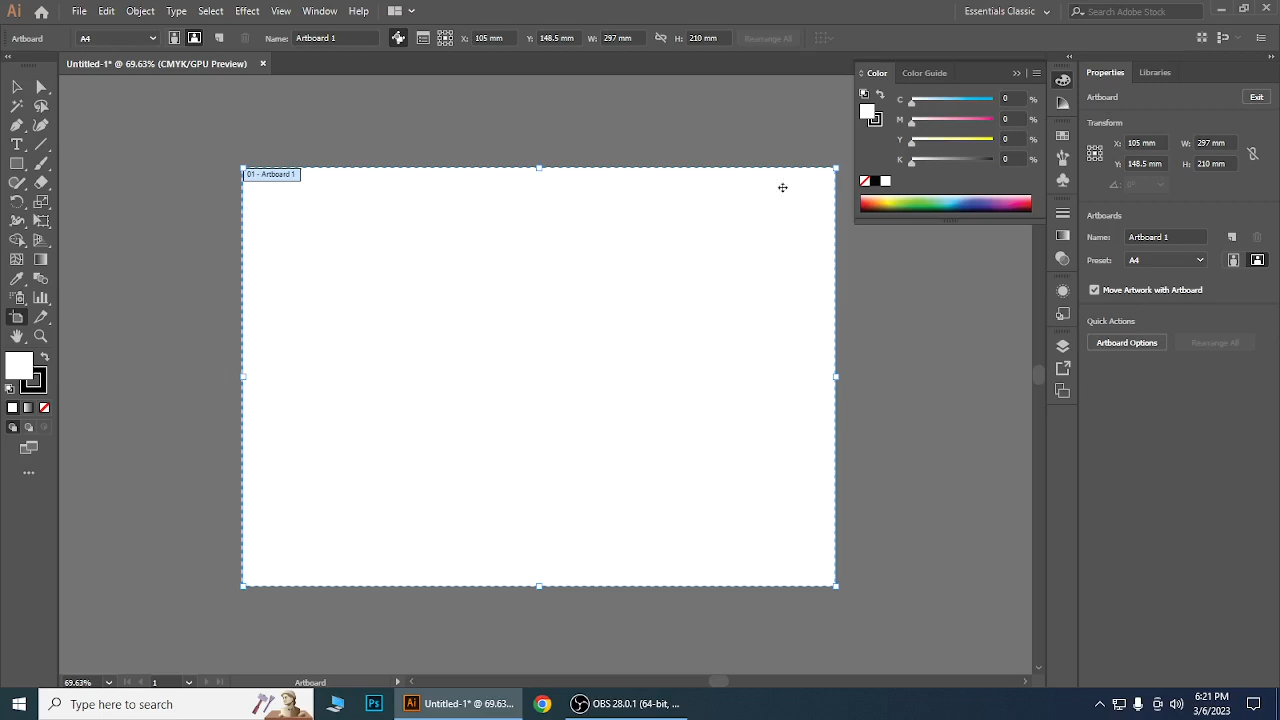 Ai File Edit Object Type Select Effect View Window Help Essentials Classic Search Adobe Stock
Artboard A4 Name: Artboard 1 X: 105 mm Y: 148.5 mm W: 297 mm H: 210 mm Rearrange All
Untitled-1* @ 69.63% (CMYK/GPU Preview) ×
01 - Artboard 1
Color Color Guide
C 0 %
M 0 %
Y 0 %
K 0 %
Properties Libraries
Artboard Exit
Transform
X: 105 mm W: 297 mm
Y: 148.5 mm H: 210 mm
0°
Artboards
Name: Artboard 1
Preset: A4
Move Artwork with Artboard
Quick Actions
Artboard Options Rearrange All
69.63% 1 Artboard
Type here to search Ps Ai Untitled-1* @ 69.63... OBS 28.0.1 (64-bit, ... 6:21 PM
3/6/2023